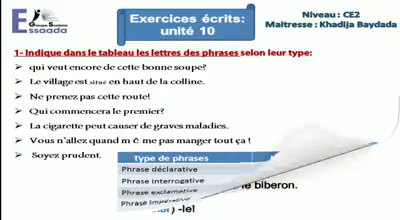 Groupe Scolaire
Essaada
Exercices écrits:
unité 10
Niveau : CE2
Maitresse : Khadija Baydada
1- Indique dans le tableau les lettres des phrases selon leur type:
qui veut encore de cette bonne soupe?
Le village est situé en haut de la colline.
Ne prenez pas cette route!
Qui commencera le premier?
La cigarette peut causer de graves maladies.
Vous n'allez quand m ê me pas manger tout ça !
Soyez prudent.
Type de phrases
Phrase déclarative
Phrase interrogative
Phrase exclamative
Phrase impérative
le biberon.
) -le!